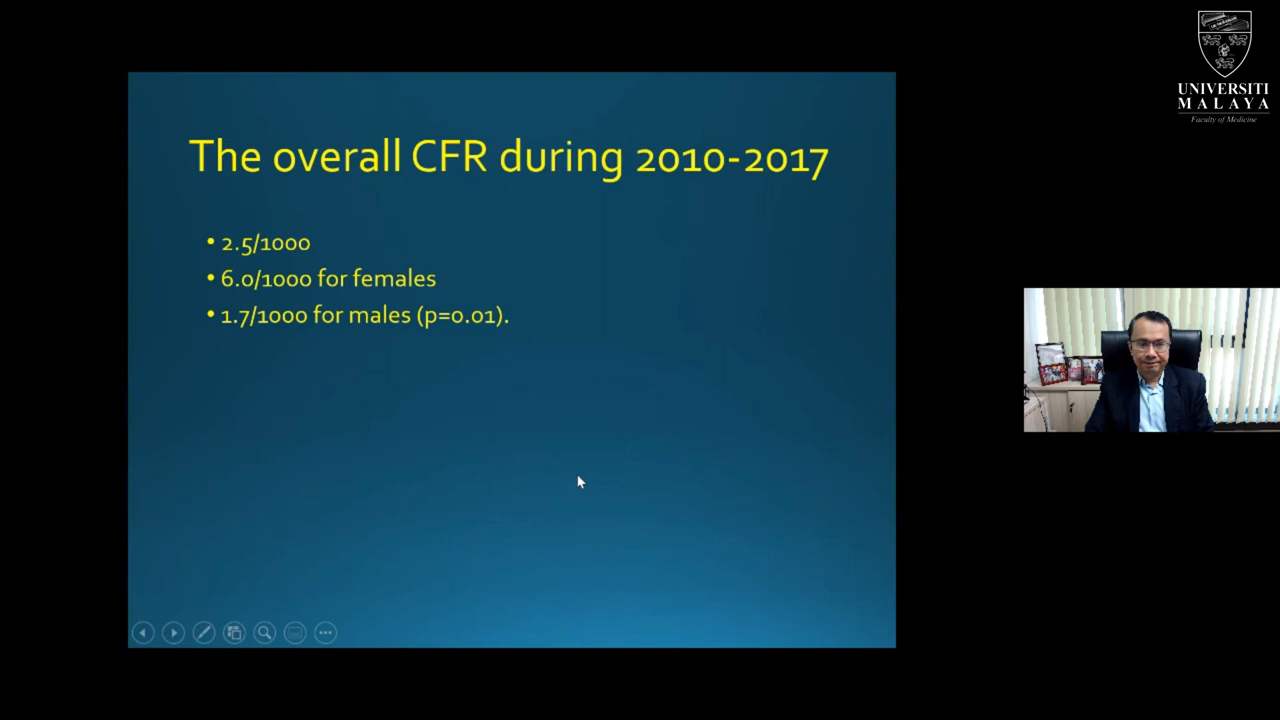 The overall CFR during 2010-2017
• 2.5/1000
• 6.0/1000 for females
• 1.7/1000 for males (p=0.01).
UNIVERSITI
MALAYA
Faculty of Medicine